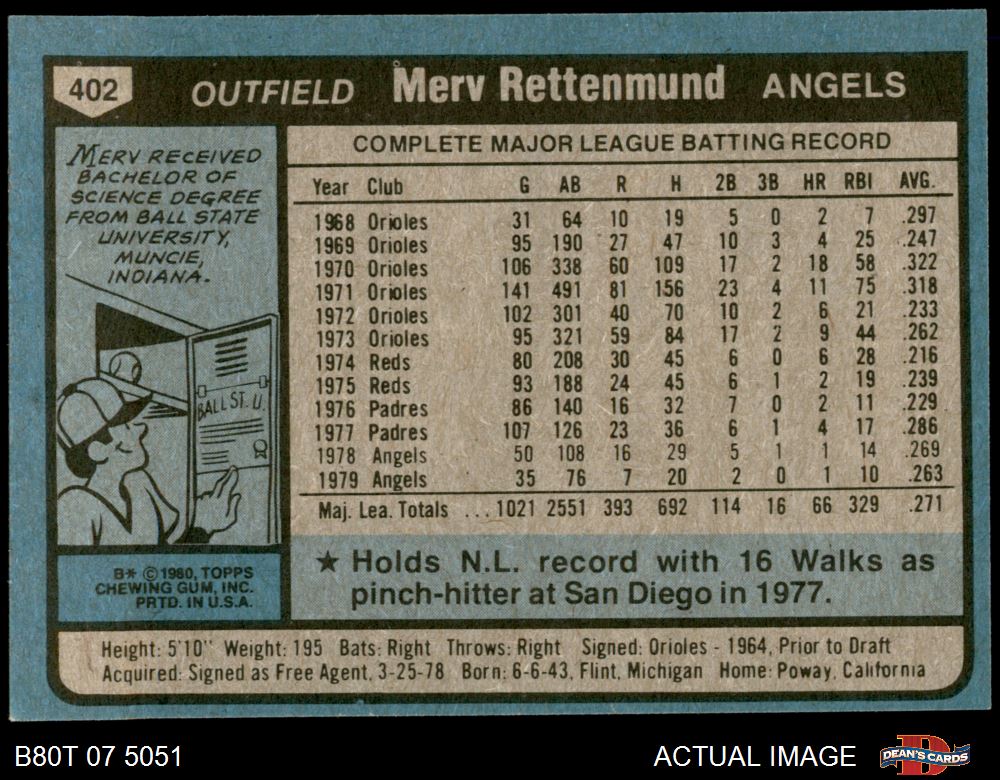 402 OUTFIELD Merv Rettenmund ANGELS
MERV RECEIVED
BACHELOR OF
SCIENCE DEGREE
FROM BALL STATE
UNIVERSITY,
MUNCIE,
INDIANA.
BALL ST. U.
B* © 1980, TOPPS
CHEWING GUM, INC.
PRTD. IN U.S.A.
COMPLETE MAJOR LEAGUE BATTING RECORD
Year Club G AB R H 2B 3B HR RBI AVG.
1968 Orioles 31 64 10 19 5 0 2 7 .297
1969 Orioles 95 190 27 47 10 3 4 25 .247
1970 Orioles 106 338 60 109 17 2 18 58 .322
1971 Orioles 141 491 81 156 23 4 11 75 .318
1972 Orioles 102 301 40 70 10 2 6 21 .233
1973 Orioles 95 321 59 84 17 2 9 44 .262
1974 Reds 80 208 30 45 6 0 6 28 .216
1975 Reds 93 188 24 45 6 1 2 19 .239
1976 Padres 86 140 16 32 7 0 2 11 .229
1977 Padres 107 126 23 36 6 1 4 17 .286
1978 Angels 50 108 16 29 5 1 1 14 .269
1979 Angels 35 76 7 20 2 0 1 10 .263
Maj. Lea. Totals ... 1021 2551 393 692 114 16 66 329 .271
★ Holds N.L. record with 16 Walks as
pinch-hitter at San Diego in 1977.
Height: 5'10" Weight: 195 Bats: Right Throws: Right Signed: Orioles - 1964, Prior to Draft
Acquired: Signed as Free Agent, 3-25-78 Born: 6-6-43, Flint, Michigan Home: Poway, California
B80T 07 5051 ACTUAL IMAGE DEAN'S CARDS